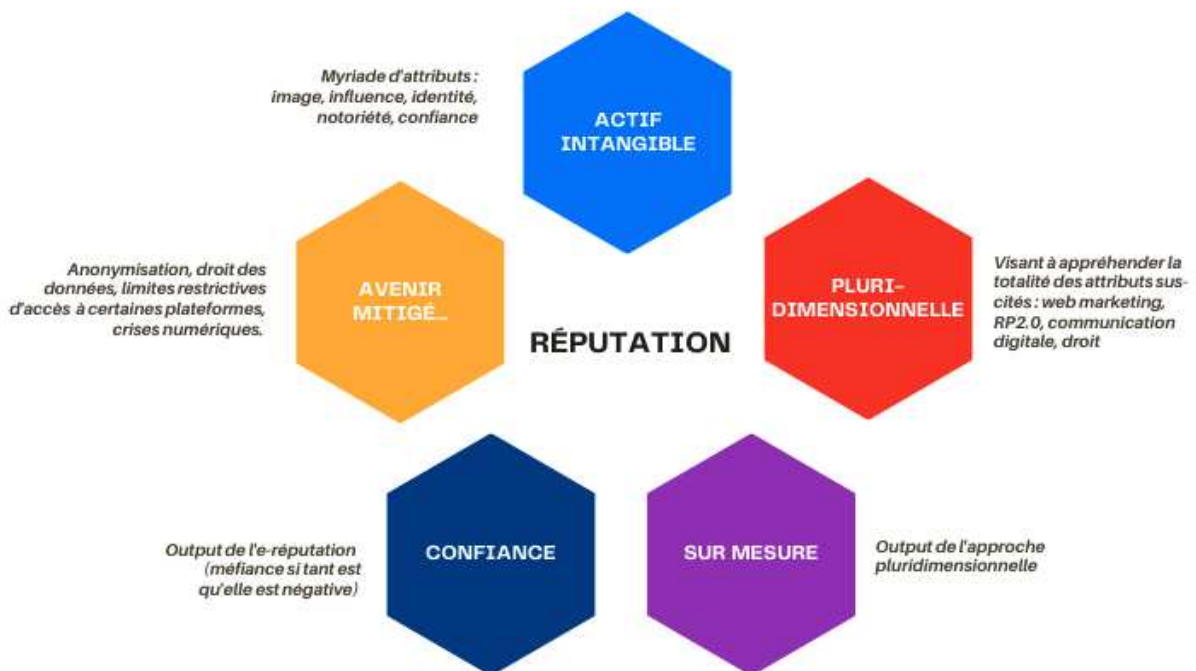 Myriade d'attributs :
image, influence, identité,
notoriété, confiance
ACTIF
INTANGIBLE
Anonymisation, droit des
données, limites restrictives
d'accès à certaines plateformes,
crises numériques.
AVENIR
MITIGÉ...
RÉPUTATION
PLURI-
DIMENSIONNELLE
Visant à appréhender la
totalité des attributs sus-
cités : web marketing,
RP2.0, communication
digitale, droit
Output de l'e-réputation
(méfiance si tant est
qu'elle est négative)
CONFIANCE
SUR MESURE
Output de l'approche
pluridimensionnelle